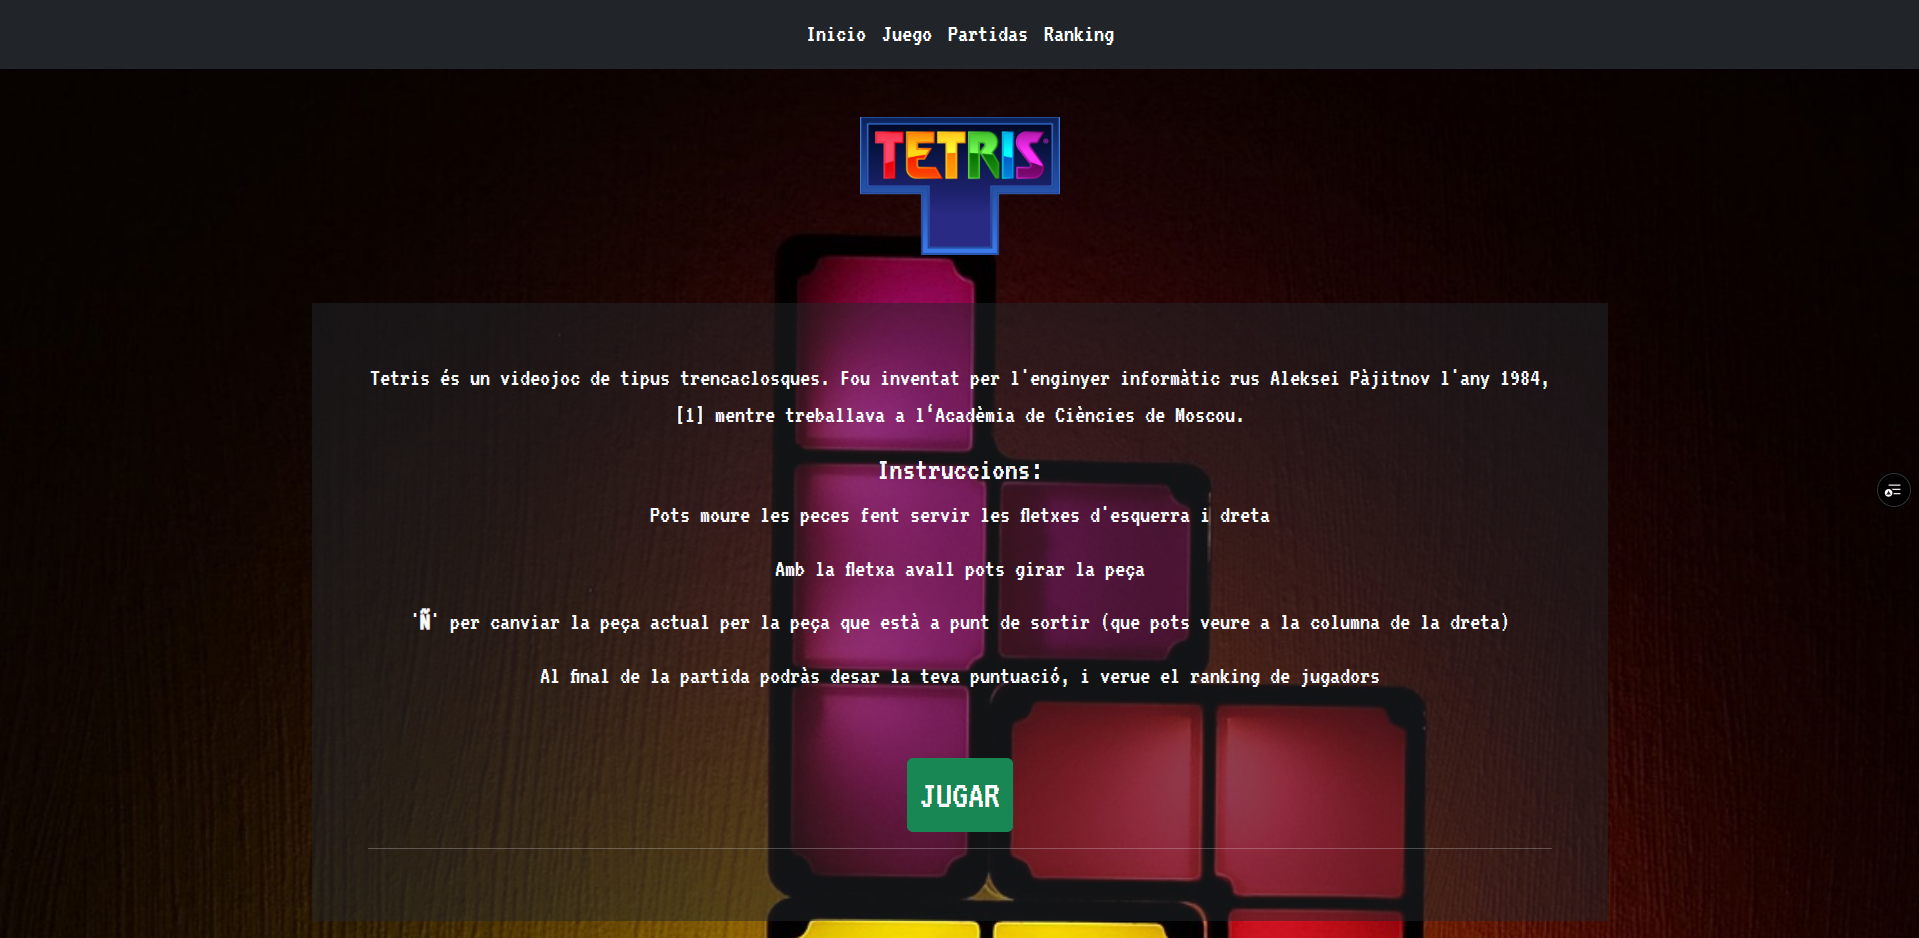 Inicio Juego Partidas Ranking
TETRIS
Tetris és un videojoc de tipus trencaclosques. Fou inventat per l'enginyer informàtic rus Aleksei Pàjitnov l'any 1984,
[1] mentre treballava a l‘Acadèmia de Ciències de Moscou.
Instruccions:
Pots moure les peces fent servir les fletxes d'esquerra i dreta
Amb la fletxa avall pots girar la peça
'Ñ' per canviar la peça actual per la peça que està a punt de sortir (que pots veure a la columna de la dreta)
Al final de la partida podràs desar la teva puntuació, i verue el ranking de jugadors
JUGAR